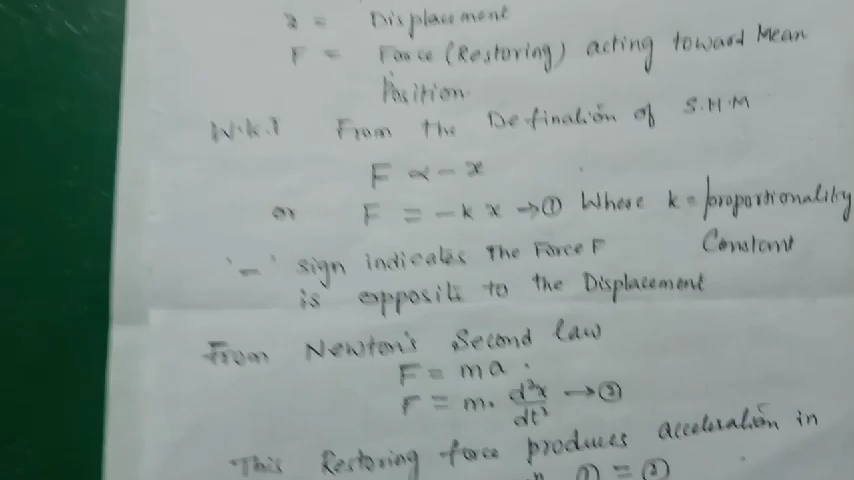 x = Displacement
F = Force (Restoring) acting toward Mean
Position.
W.k.T From the Defination of S.H.M
F ∝ - x
or F = - k x → ① Where k = proportionality
Constant
'-' sign indicates The Force F
is opposite to the Displacement
From Newton's Second law
F = ma.
F = m. d²x/dt² → ②
This Restoring force produces acceleration in
① = ②